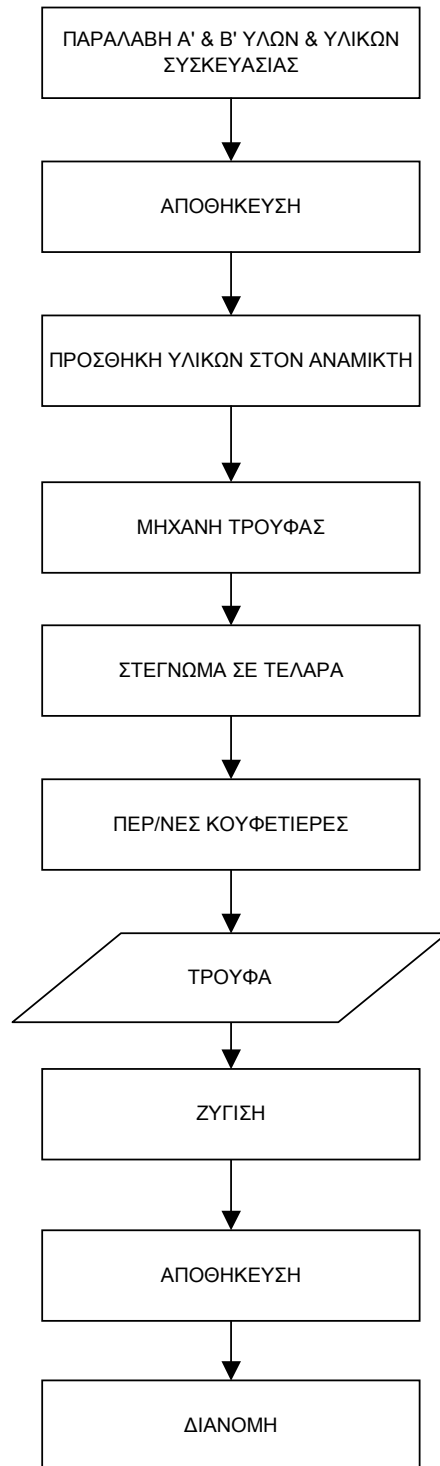 ΠΑΡΑΛΑΒΗ Α' & Β' ΥΛΩΝ & ΥΛΙΚΩΝ
ΣΥΣΚΕΥΑΣΙΑΣ
ΑΠΟΘΗΚΕΥΣΗ
ΠΡΟΣΘΗΚΗ ΥΛΙΚΩΝ ΣΤΟΝ ΑΝΑΜΙΚΤΗ
ΜΗΧΑΝΗ ΤΡΟΥΦΑΣ
ΣΤΕΓΝΩΜΑ ΣΕ ΤΕΛΑΡΑ
ΠΕΡ/ΝΕΣ ΚΟΥΦΕΤΙΕΡΕΣ
ΤΡΟΥΦΑ
ΖΥΓΙΣΗ
ΑΠΟΘΗΚΕΥΣΗ
ΔΙΑΝΟΜΗ